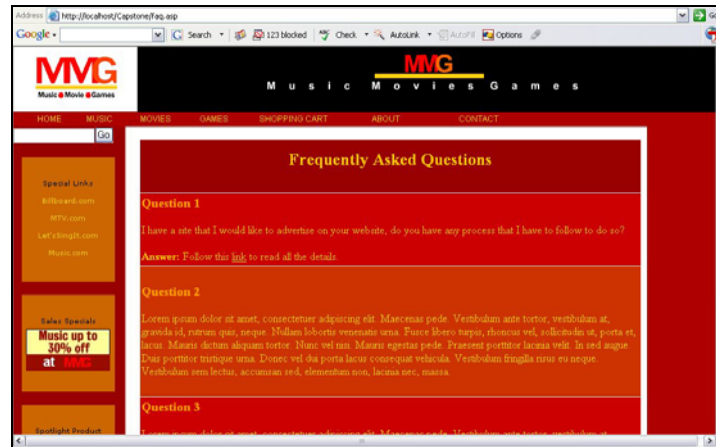 Address http://localhost/Capstone/faq.asp
Go
Google
Search
123 blocked
Check
AutoLink
AutoFill
Options
MMG
Music Movie Games
MMG
Music Movies Games
HOME MUSIC MOVIES GAMES SHOPPING CART ABOUT CONTACT
Go
Special Links
Billboard.com
MTV.com
Let'sSingIt.com
Music.com
Sales Specials
Music up to
30% off
at MMG
Spotlight Product
Frequently Asked Questions
Question 1
I have a site that I would like to advertise on your website, do you have any process that I have to follow to do so?
Answer: Follow this link to read all the details.
Question 2
Lorem ipsum dolor sit amet, consectetuer adipiscing elit. Maecenas pede. Vestibulum ante tortor, vestibulum at,
gravida id, rutrum quis, neque. Nullam lobortis venenatis urna. Fusce libero turpis, rhoncus vel, sollicitudin ut, porta et,
lacus. Mauris dictum aliquam tortor. Nunc vel nisi. Mauris egestas pede. Praesent porttitor lacinia velit. In sed augue.
Duis porttitor tristique urna. Donec vel dui porta lacus consequat vehicula. Vestibulum fringilla risus eu neque.
Vestibulum sem lectus, accumsan sed, elementum non, lacinia nec, massa.
Question 3